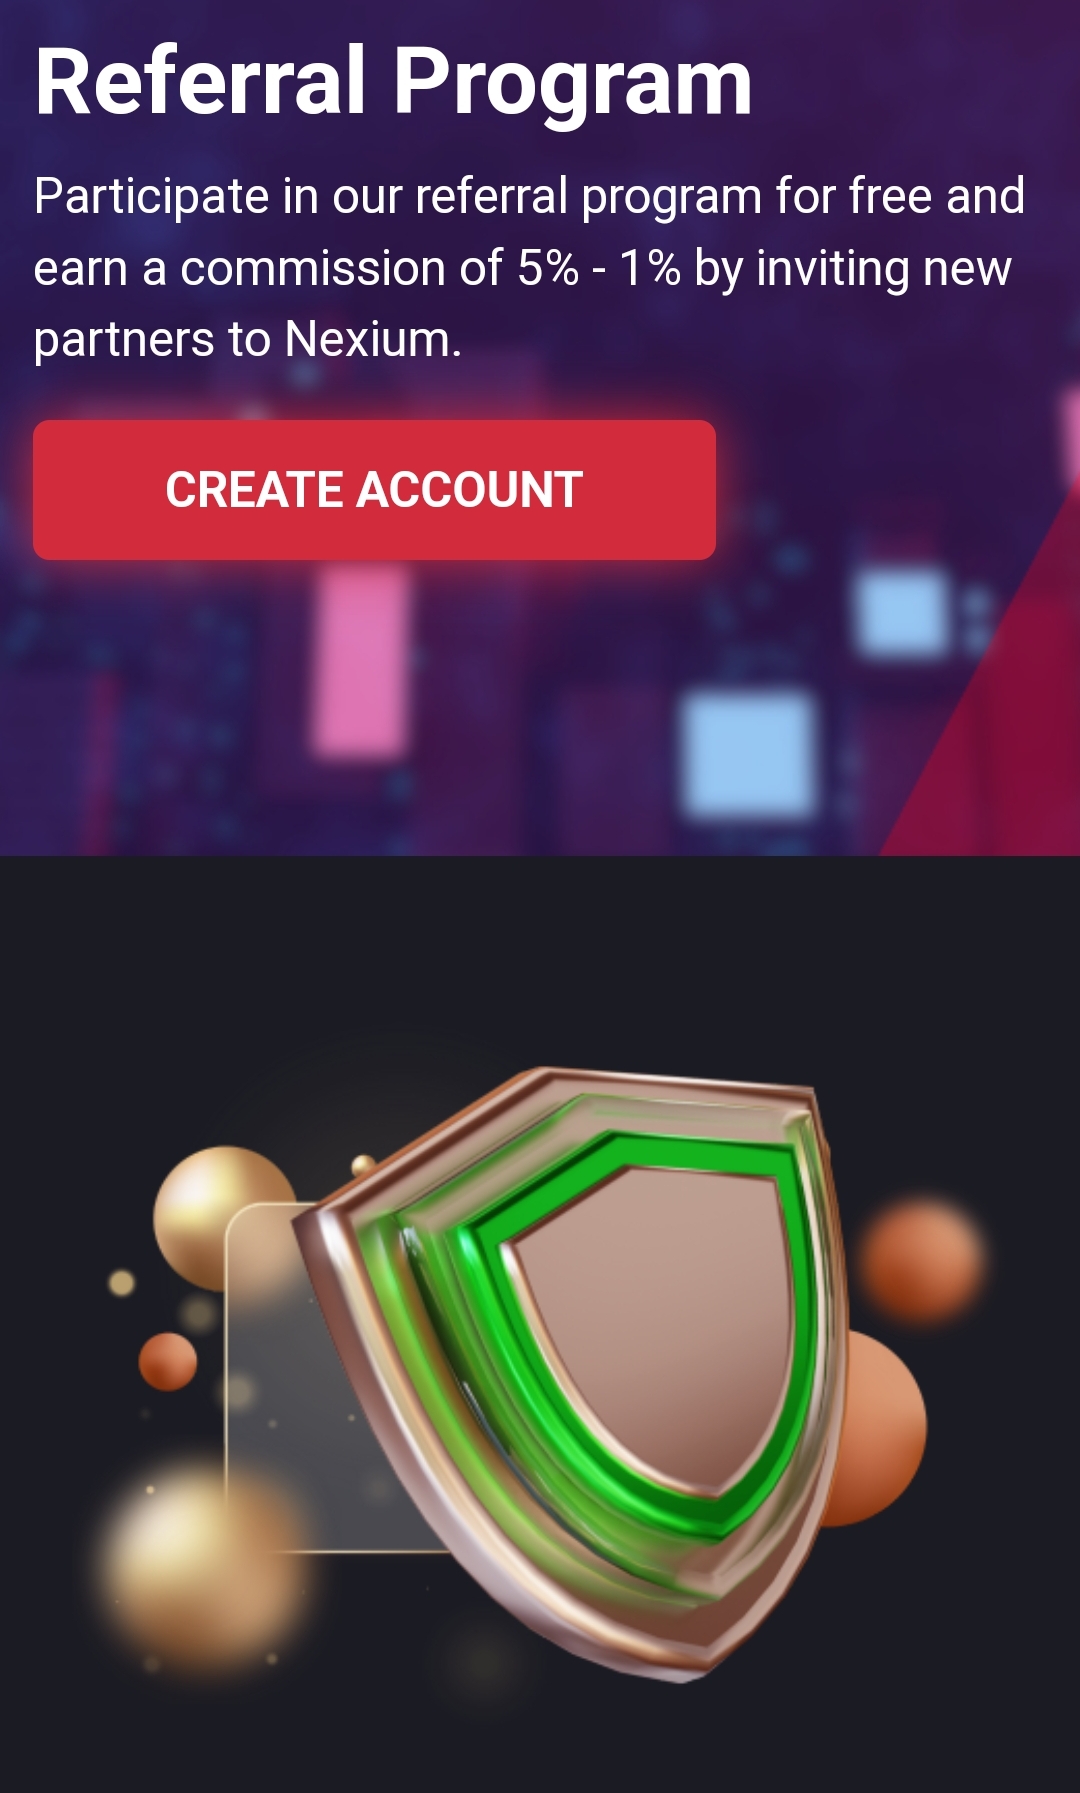 Referral Program
Participate in our referral program for free and
earn a commission of 5% - 1% by inviting new
partners to Nexium.
CREATE ACCOUNT